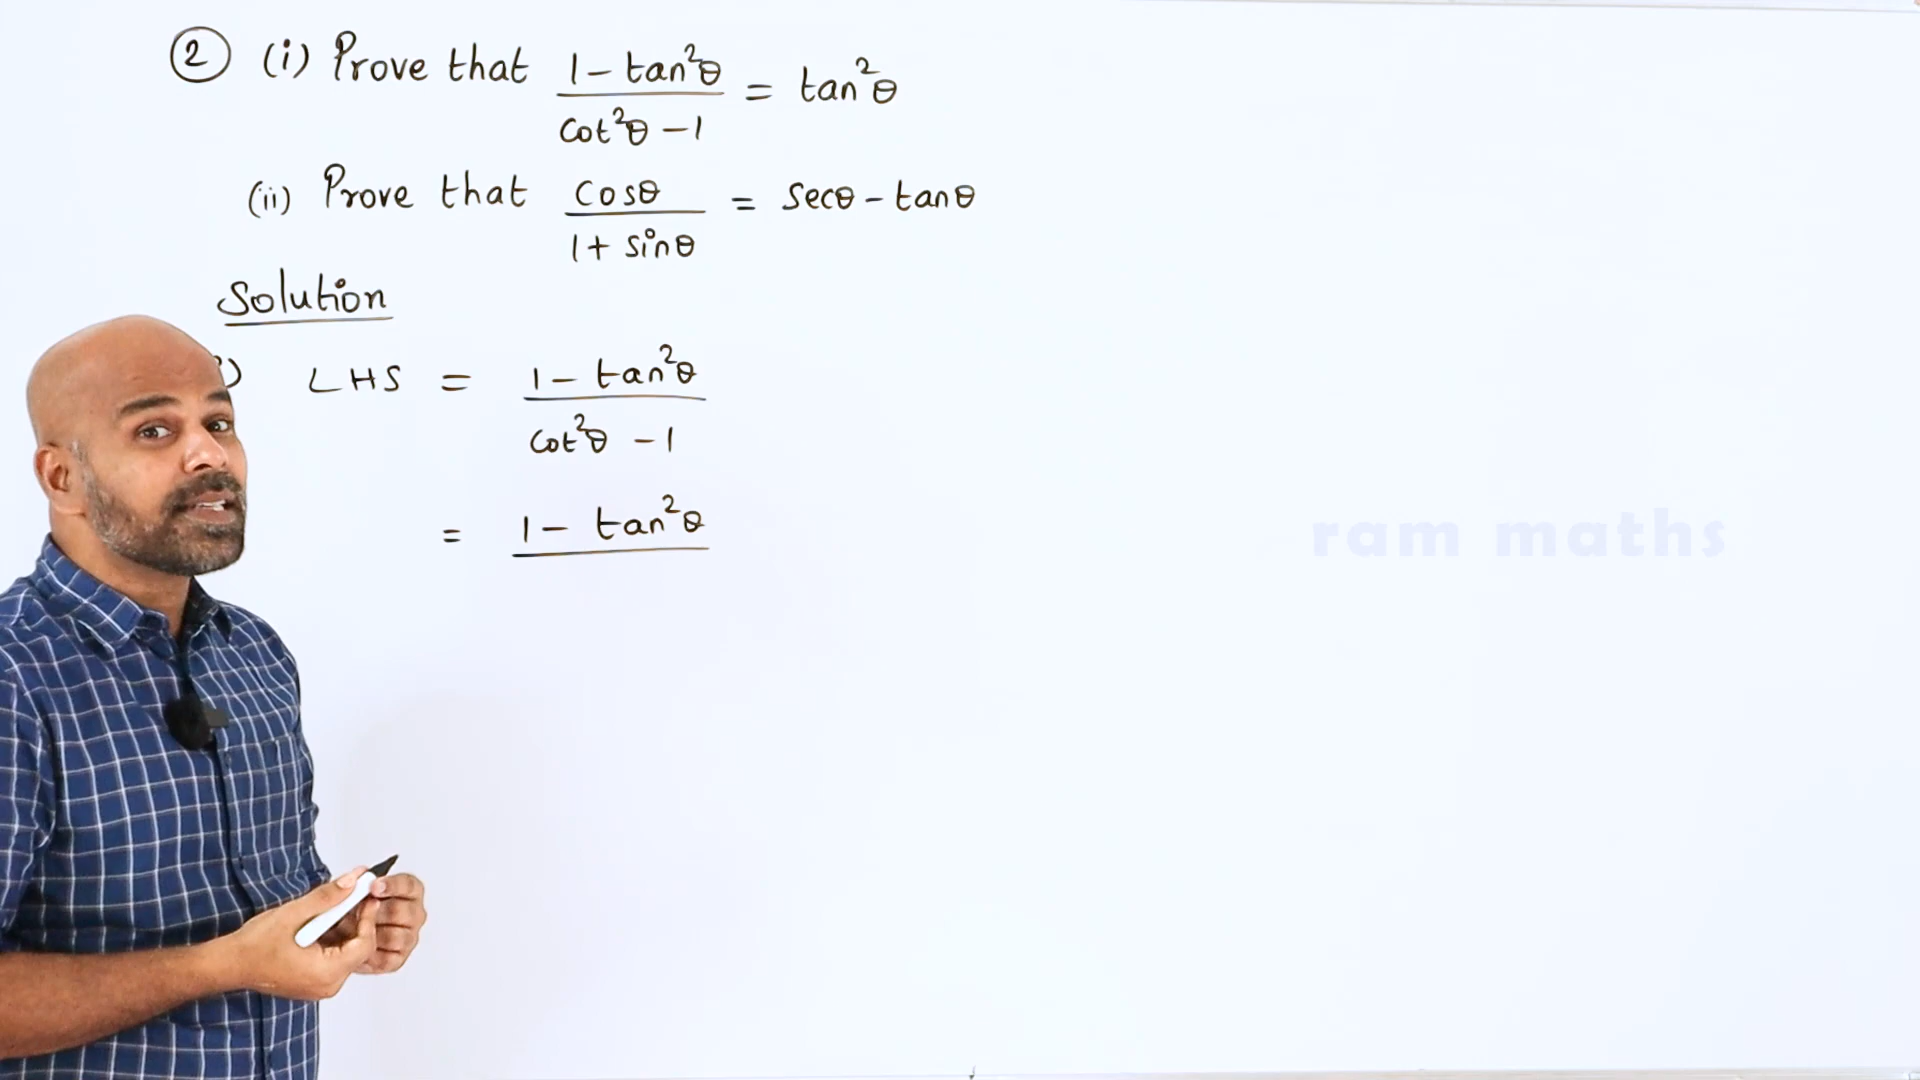 ② (i) Prove that (1 - tan²θ)/(cot²θ - 1) = tan²θ
(ii) Prove that cosθ/(1 + sinθ) = secθ - tanθ
Solution
) LHS = (1 - tan²θ)/(cot²θ - 1)
= 1 - tan²θ
ram maths